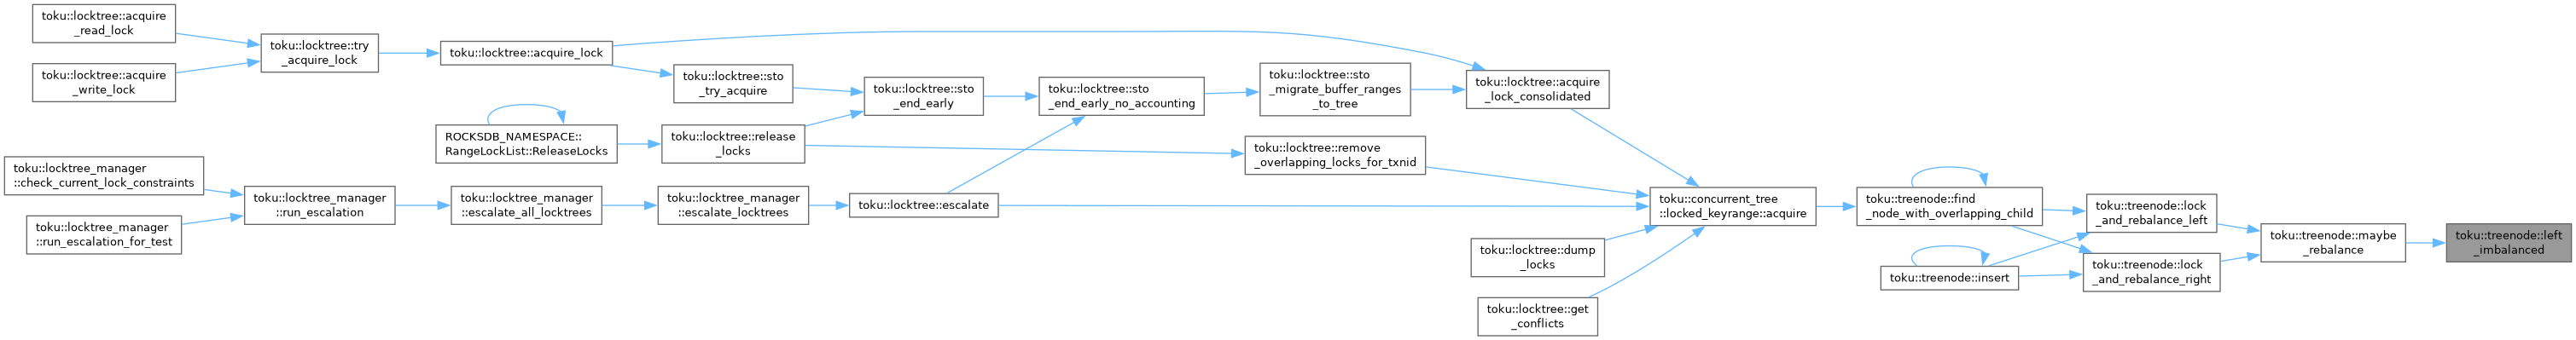 toku::locktree::acquire
_read_lock
toku::locktree::acquire
_write_lock
toku::locktree::try
_acquire_lock
toku::locktree::acquire_lock
toku::locktree::sto
_try_acquire
toku::locktree::sto
_end_early
toku::locktree::sto
_end_early_no_accounting
toku::locktree::sto
_migrate_buffer_ranges
_to_tree
toku::locktree::acquire
_lock_consolidated
ROCKSDB_NAMESPACE::
RangeLockList::ReleaseLocks
toku::locktree::release
_locks
toku::locktree::remove
_overlapping_locks_for_txnid
toku::locktree_manager
::check_current_lock_constraints
toku::locktree_manager
::run_escalation_for_test
toku::locktree_manager
::run_escalation
toku::locktree_manager
::escalate_all_locktrees
toku::locktree_manager
::escalate_locktrees
toku::locktree::escalate
toku::locktree::dump
_locks
toku::locktree::get
_conflicts
toku::concurrent_tree
::locked_keyrange::acquire
toku::treenode::find
_node_with_overlapping_child
toku::treenode::insert
toku::treenode::lock
_and_rebalance_left
toku::treenode::lock
_and_rebalance_right
toku::treenode::maybe
_rebalance
toku::treenode::left
_imbalanced